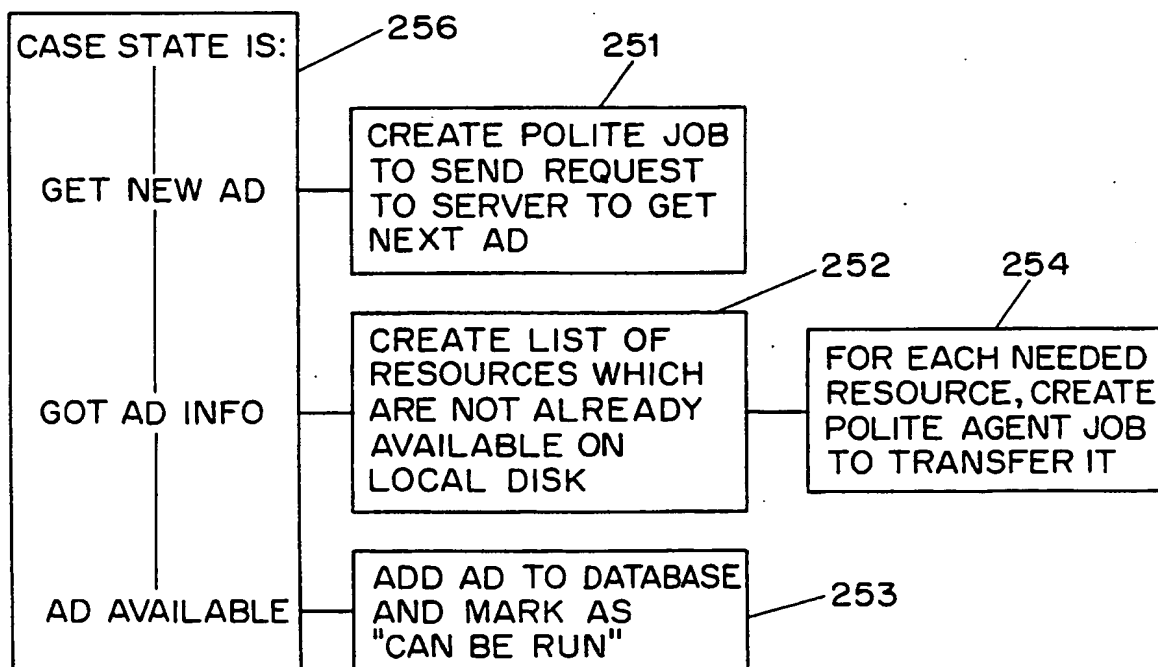 CASE STATE IS:
256
251
CREATE POLITE JOB
TO SEND REQUEST
TO SERVER TO GET
NEXT AD
GET NEW AD
252
254
CREATE LIST OF
RESOURCES WHICH
ARE NOT ALREADY
AVAILABLE ON
LOCAL DISK
GOT AD INFO
FOR EACH NEEDED
RESOURCE, CREATE
POLITE AGENT JOB
TO TRANSFER IT
AD AVAILABLE
ADD AD TO DATABASE
AND MARK AS
"CAN BE RUN"
253